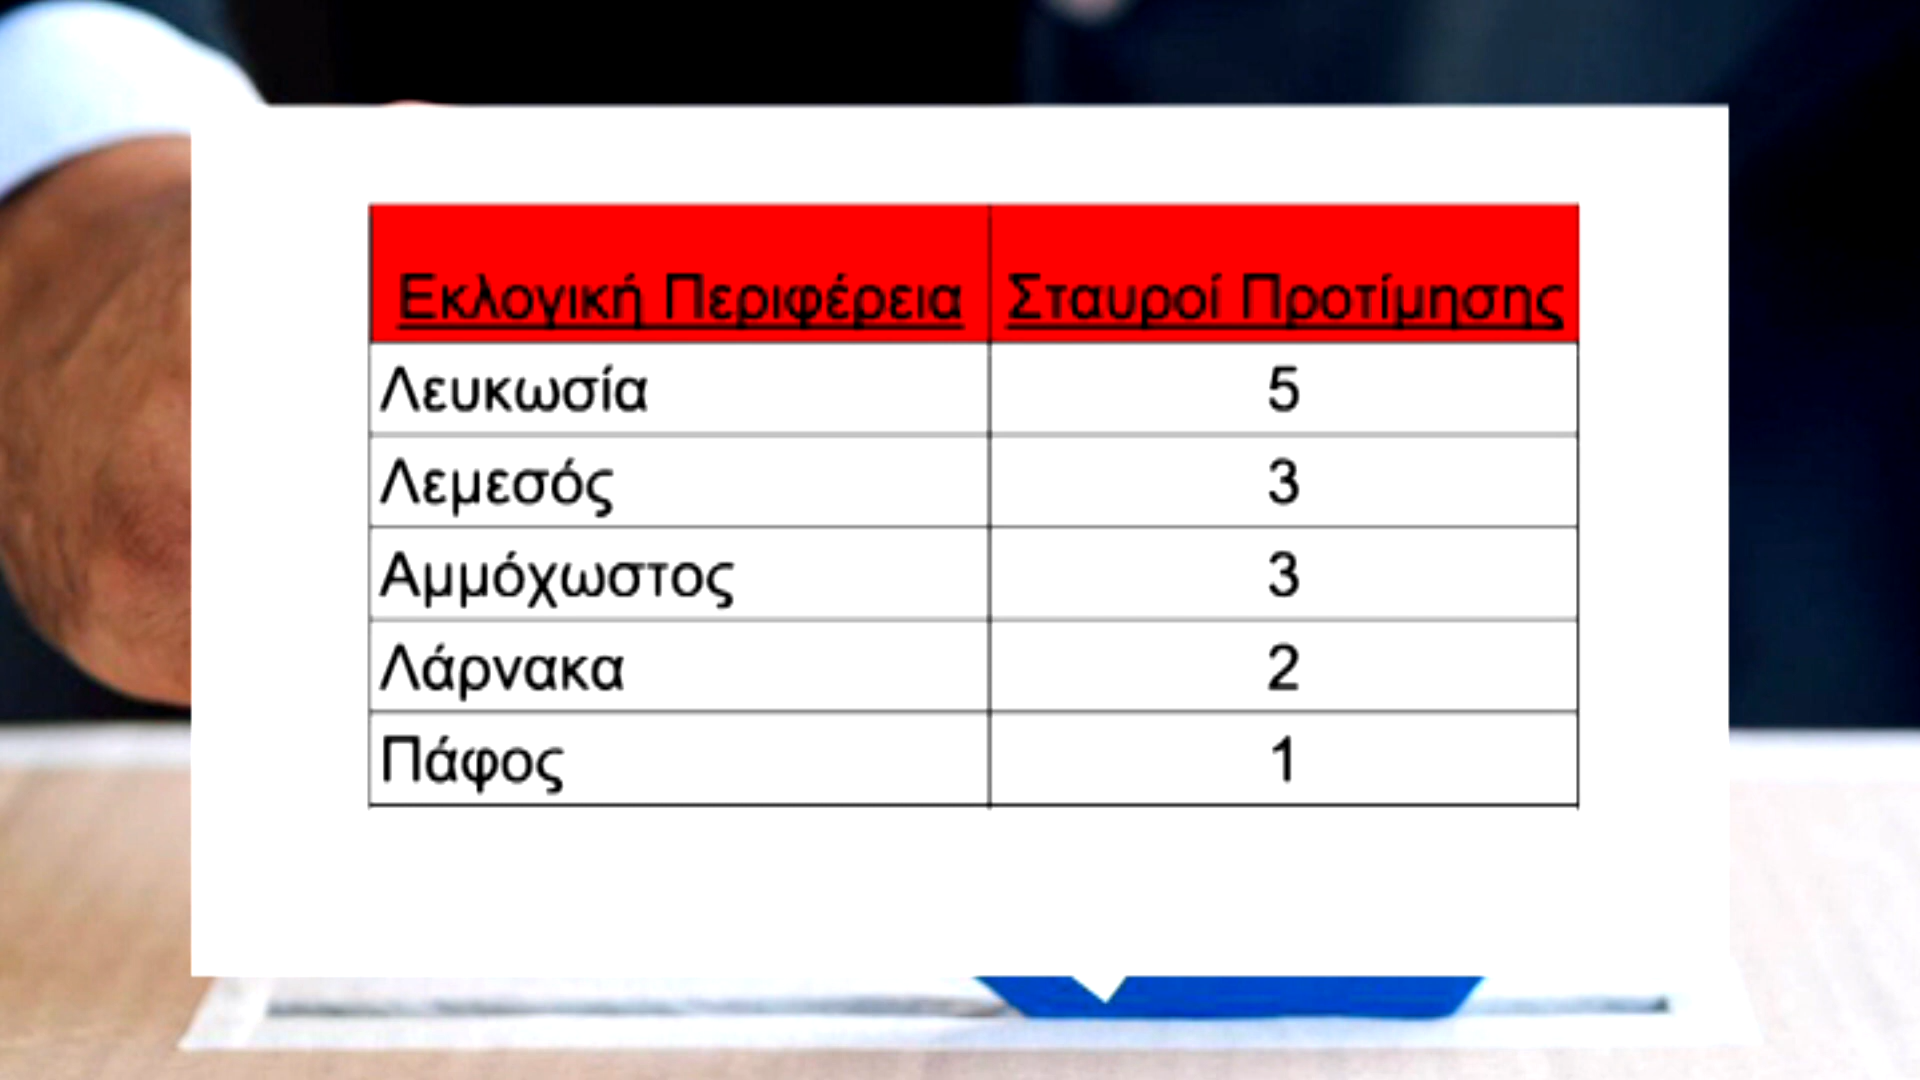 Εκλογική Περιφέρεια Σταυροί Προτίμησης
Λευκωσία 5
Λεμεσός 3
Αμμόχωστος 3
Λάρνακα 2
Πάφος 1